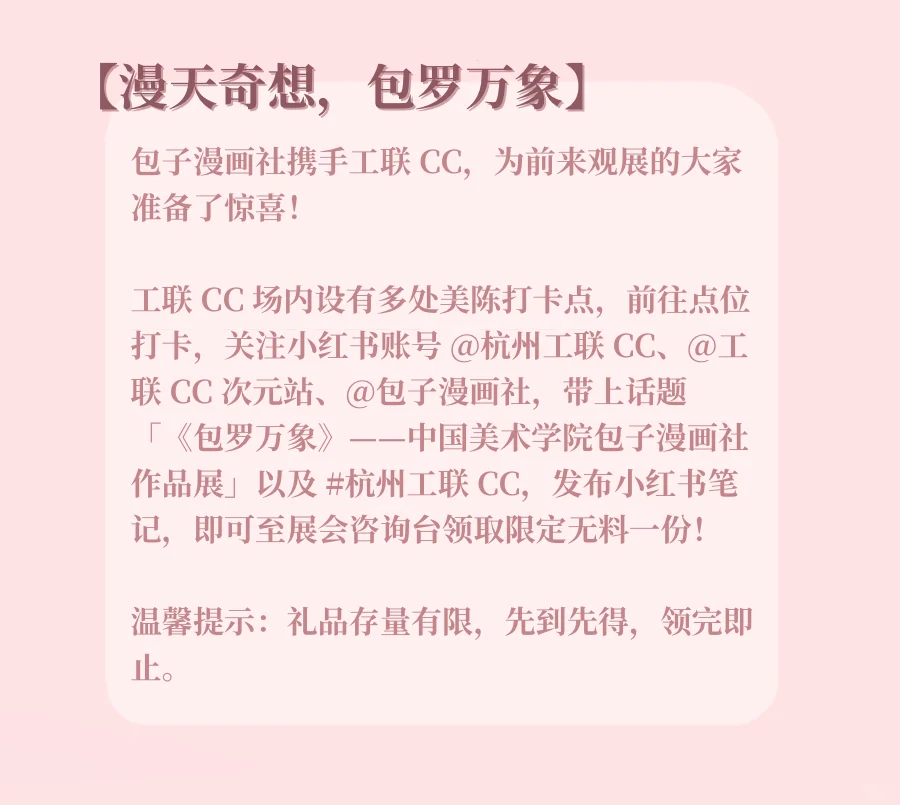 【漫天奇想，包罗万象】
包子漫画社携手工联 CC，为前来观展的大家
准备了惊喜！
工联 CC 场内设有多处美陈打卡点，前往点位
打卡，关注小红书账号 @杭州工联 CC、@工
联 CC 次元站、@包子漫画社，带上话题
「《包罗万象》——中国美术学院包子漫画社
作品展」以及 #杭州工联 CC，发布小红书笔
记，即可至展会咨询台领取限定无料一份！
温馨提示：礼品存量有限，先到先得，领完即
止。